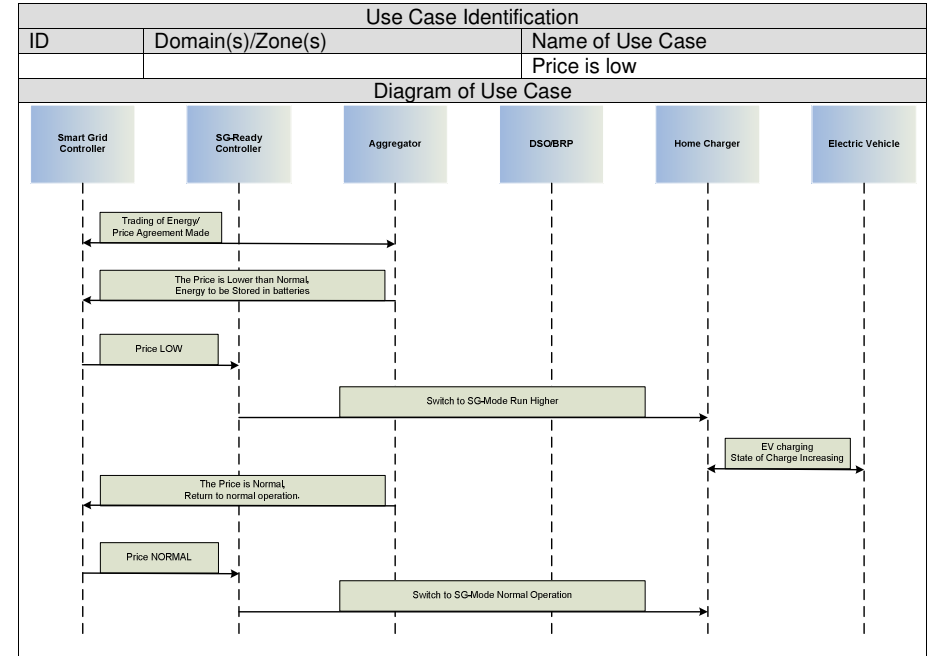 Use Case Identification
ID Domain(s)/Zone(s) Name of Use Case
Price is low
Diagram of Use Case
Smart Grid
Controller
SG-Ready
Controller
Aggregator
DSO/BRP
Home Charger
Electric Vehicle
Trading of Energy/
Price Agreement Made
The Price is Lower than Normal,
Energy to be Stored in batteries
Price LOW
Switch to SG-Mode Run Higher
EV charging
State of Charge Increasing
The Price is Normal,
Return to normal operation.
Price NORMAL
Switch to SG-Mode Normal Operation